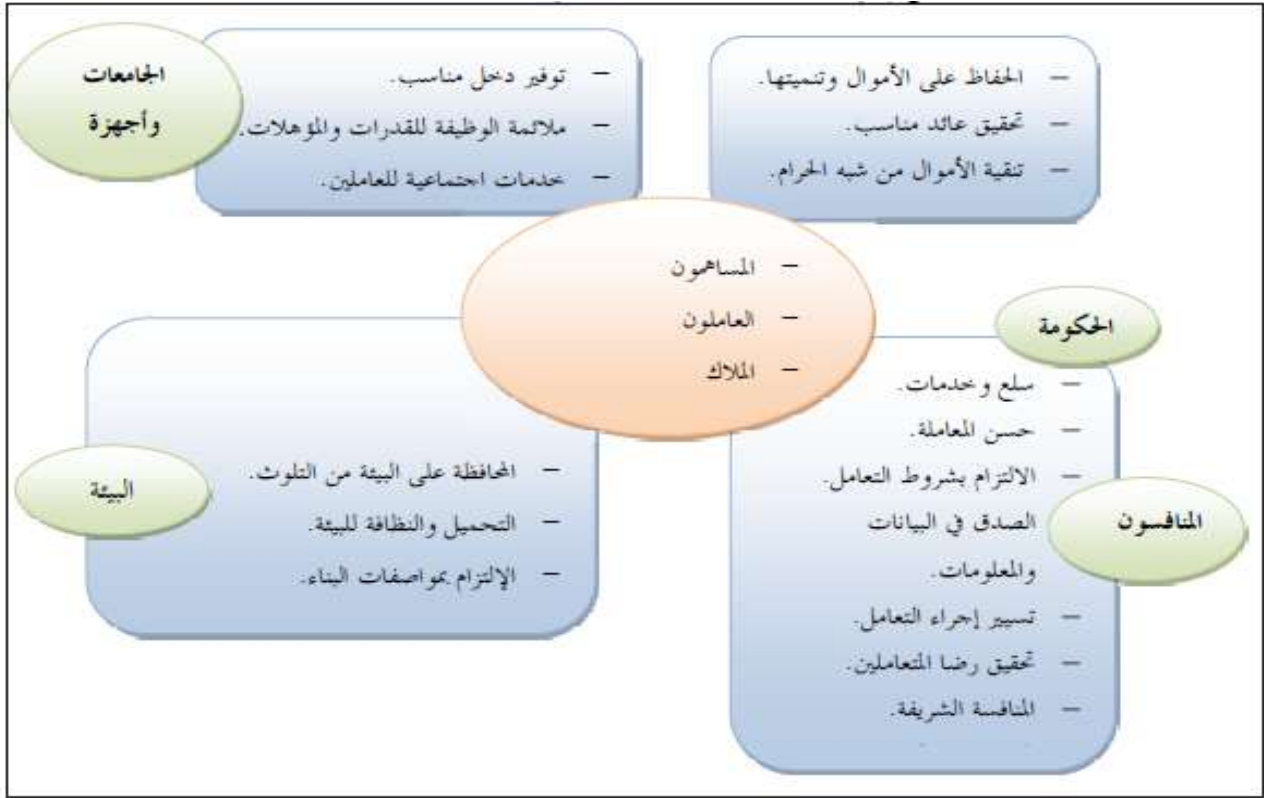 الحفاظ على الأموال وتنميتها.
تحقيق عائد مناسب.
تنقية الأموال من شبه الحرام.
الجامعات
وأجهزة
توفير دخل مناسب.
ملائمة الوظيفة للقدرات والمؤهلات.
خدمات اجتماعية للعاملين.
المساهمون
العاملون
الملاك
الحكومة
سلع وخدمات.
حسن المعاملة.
الالتزام بشروط التعامل.
الصدق في البيانات
والمعلومات.
تسيير إجراء التعامل.
تحقيق رضا المتعاملين.
المنافسة الشريفة.
المنافسون
المحافظة على البيئة من التلوث.
التحميل والنظافة للبيئة.
الإلتزام بمواصفات البناء.
البيئة